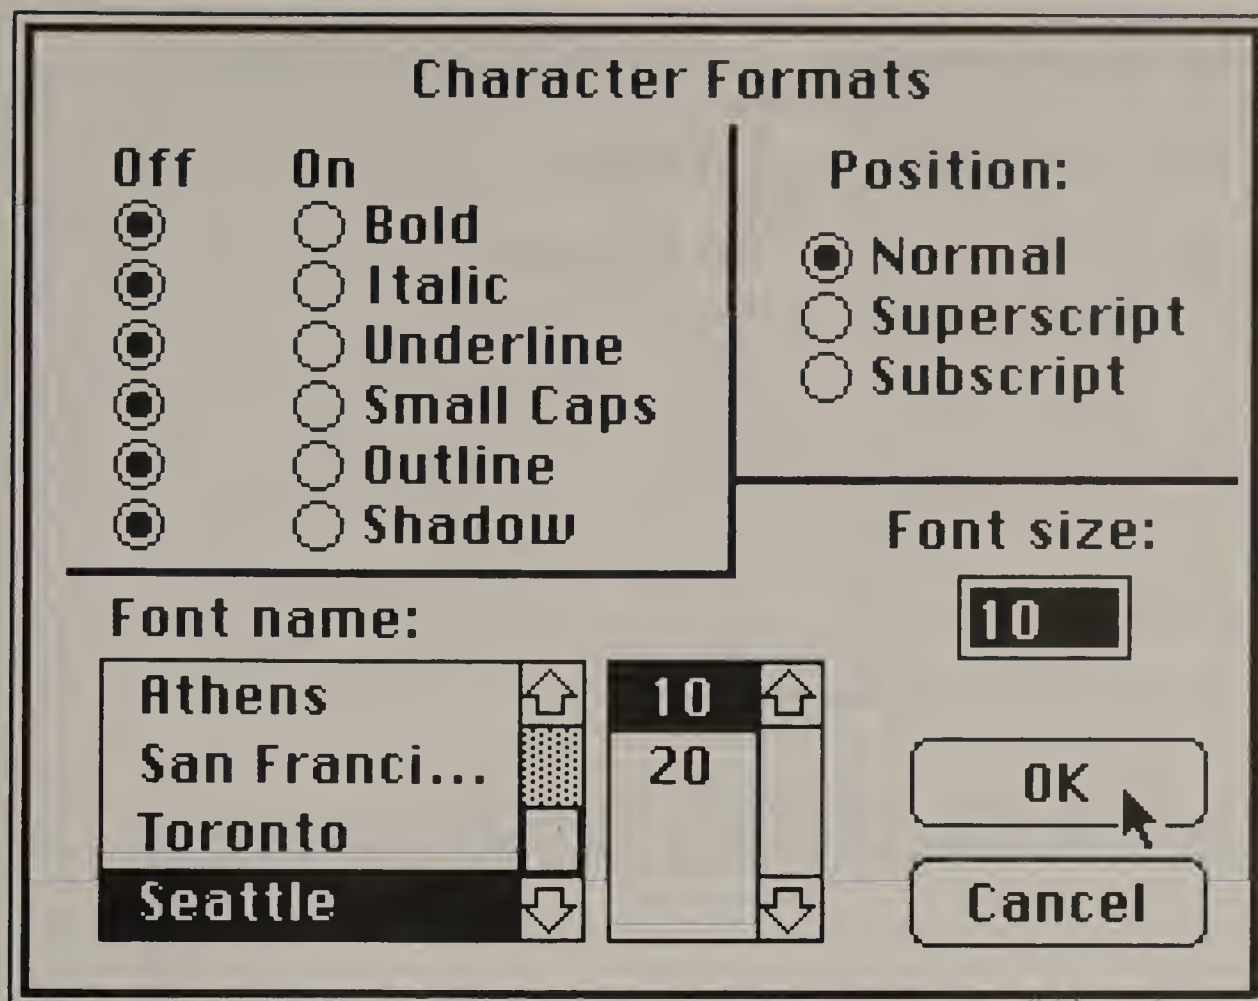 Character Formats
Off On
Bold
Italic
Underline
Small Caps
Outline
Shadow
Position:
Normal
Superscript
Subscript
Font size:
10
Font name:
Athens
San Franci...
Toronto
Seattle
10
20
OK
Cancel